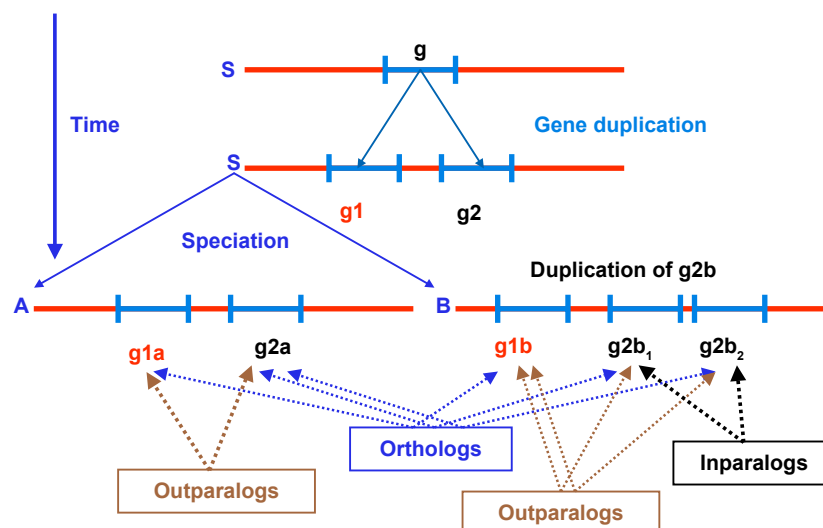 g
S
Time
Gene duplication
S
g1
g2
Speciation
Duplication of g2b
A
B
g1a
g2a
g1b
g2b₁
g2b₂
Orthologs
Inparalogs
Outparalogs
Outparalogs